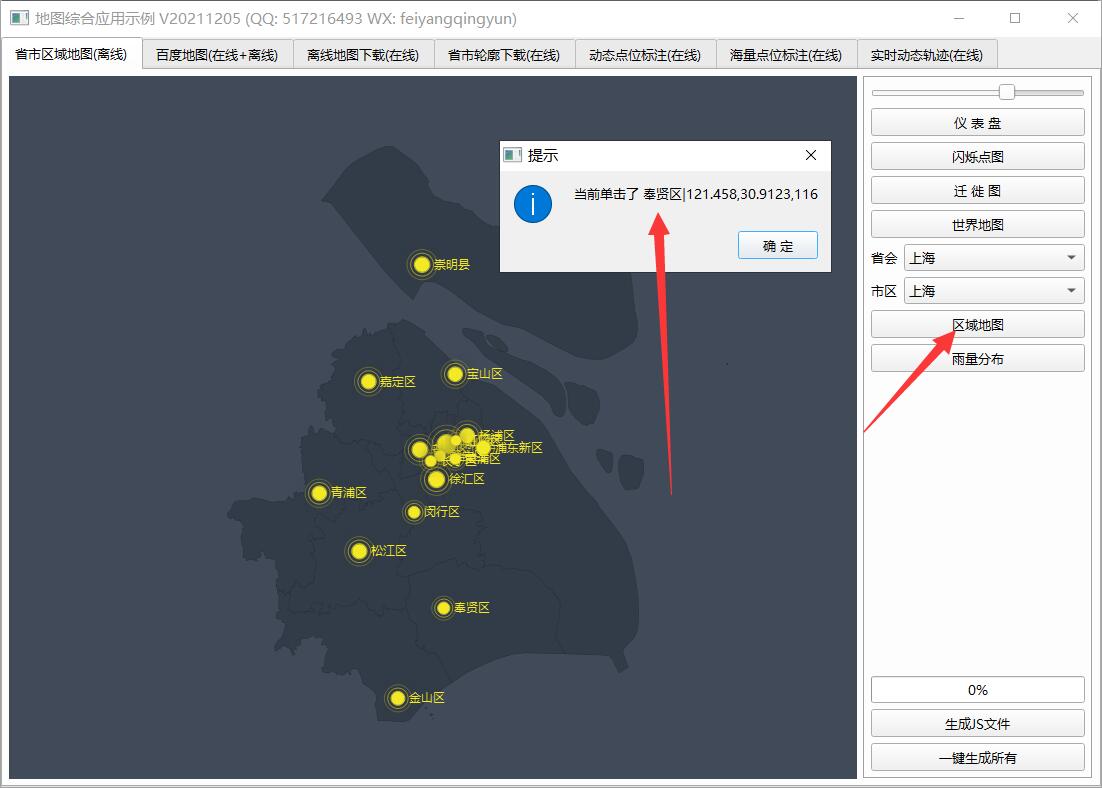 地图综合应用示例 V20211205 (QQ: 517216493 WX: feiyangqingyun)
省市区域地图(离线)
百度地图(在线+离线)
离线地图下载(在线)
省市轮廓下载(在线)
动态点位标注(在线)
海量点位标注(在线)
实时动态轨迹(在线)
提示
当前单击了 奉贤区|121.458,30.9123,116
确 定
崇明县
嘉定区
宝山区
杨浦区
浦东新区
徐汇区
青浦区
闵行区
松江区
奉贤区
金山区
仪 表 盘
闪烁点图
迁 徙 图
世界地图
省会 上海
市区 上海
区域地图
雨量分布
0%
生成JS文件
一键生成所有